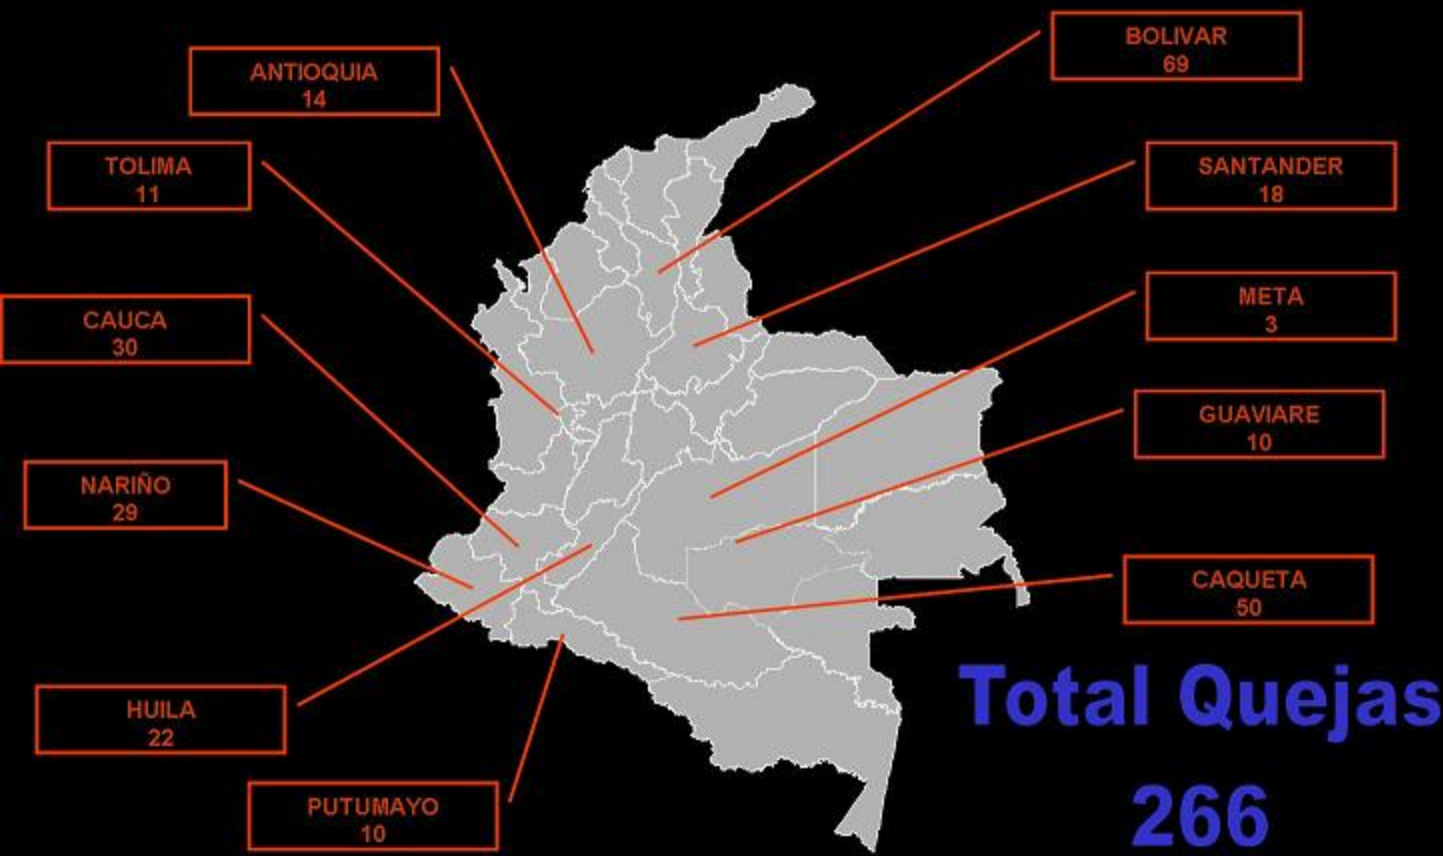 BOLIVAR
69
ANTIOQUIA
14
TOLIMA
11
SANTANDER
18
META
3
CAUCA
30
GUAVIARE
10
NARIÑO
29
CAQUETA
50
Total Quejas
266
HUILA
22
PUTUMAYO
10